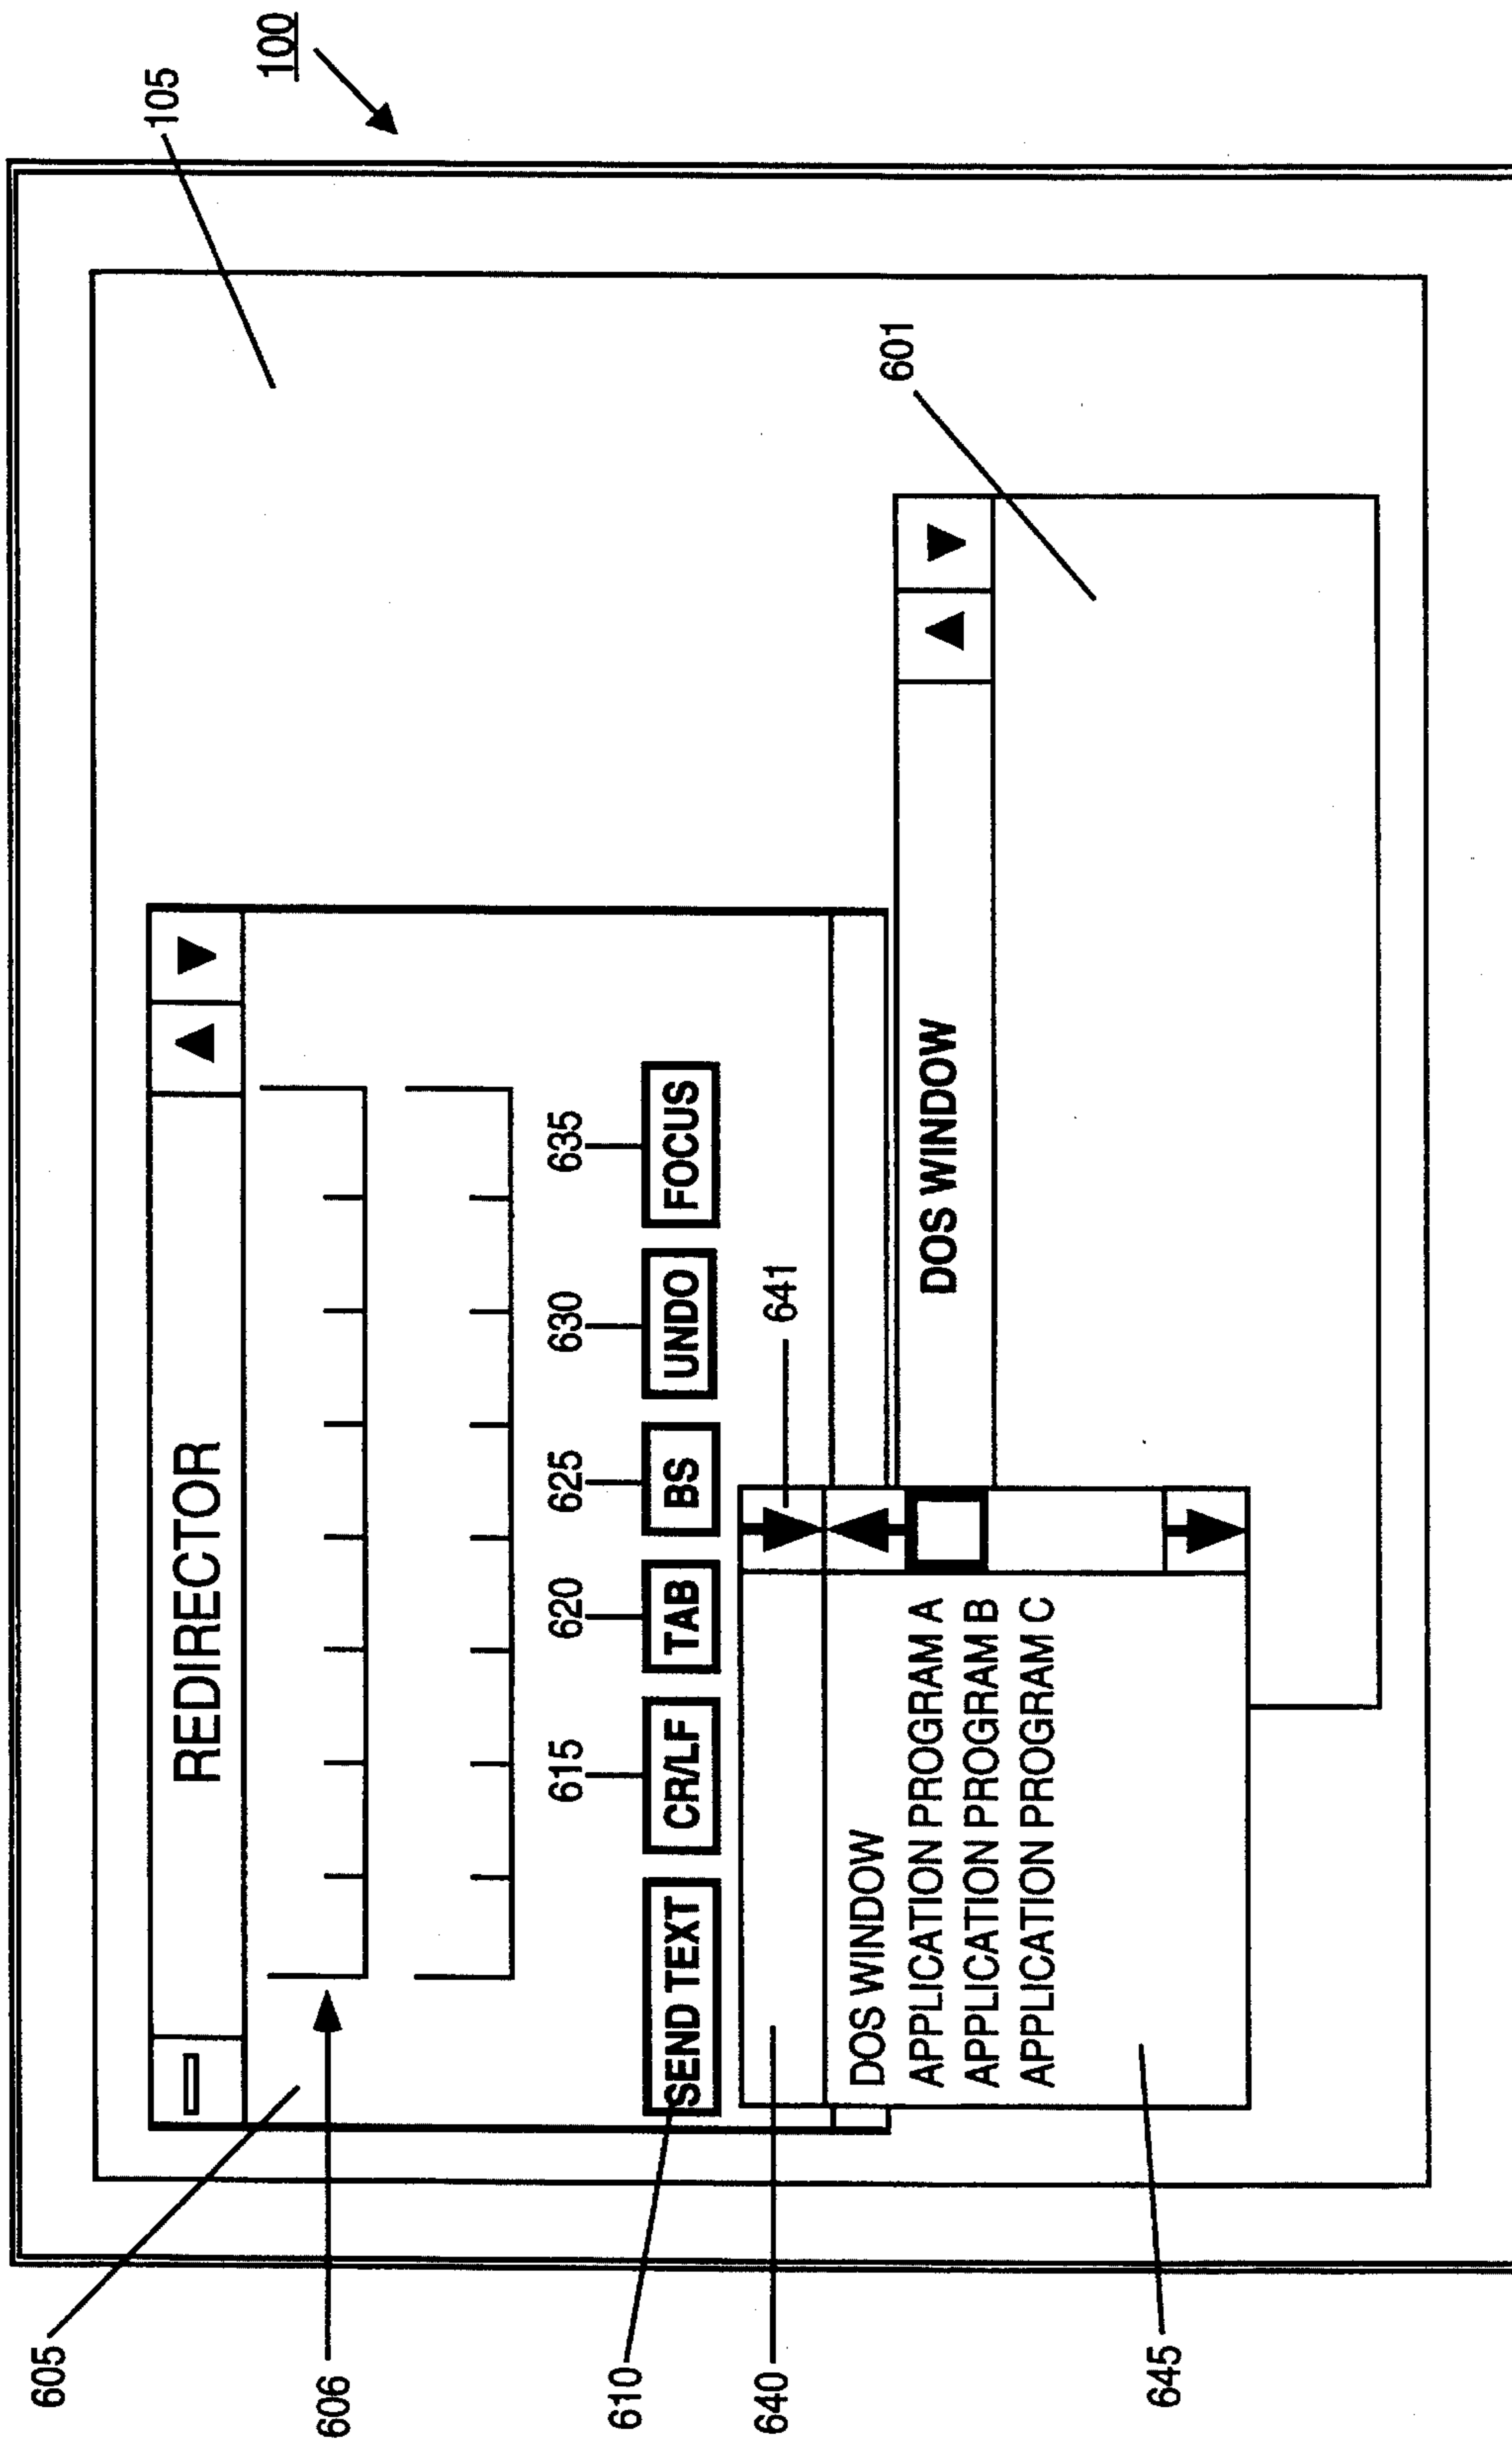 100
105
REDIRECTOR
605
606
615
620
625
630
635
SEND TEXT
CR/LF
TAB
BS
UNDO
FOCUS
610
641
640
601
DOS WINDOW
DOS WINDOW
APPLICATION PROGRAM A
APPLICATION PROGRAM B
APPLICATION PROGRAM C
645